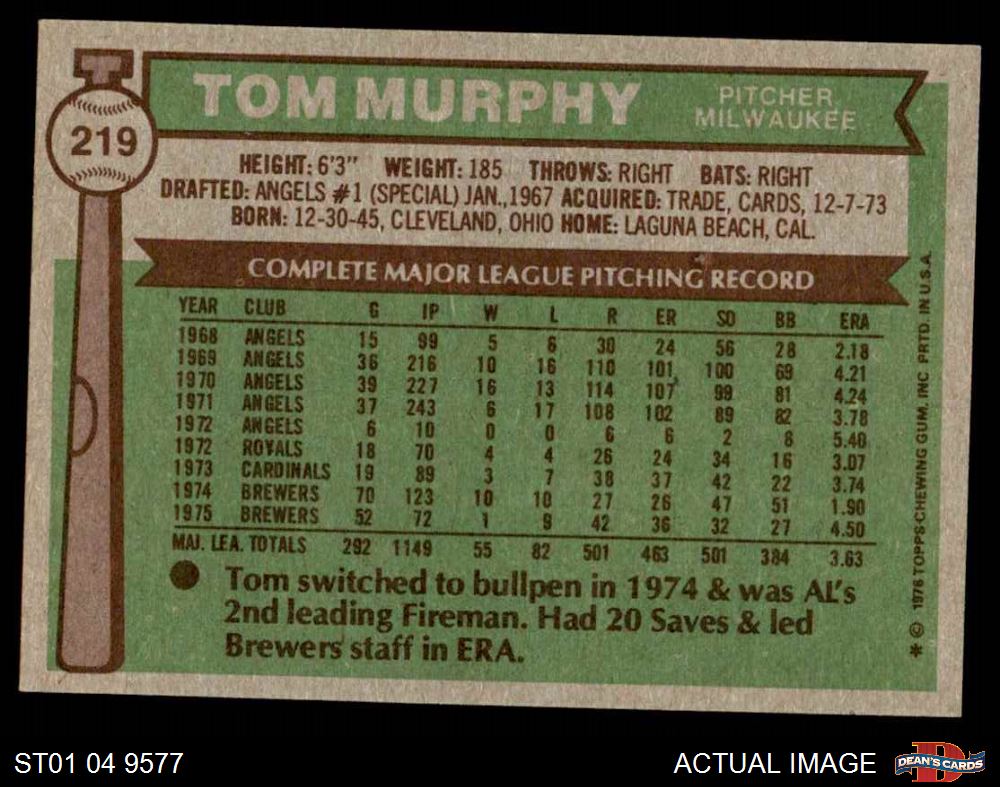 219
TOM MURPHY
PITCHER
MILWAUKEE
HEIGHT: 6'3" WEIGHT: 185 THROWS: RIGHT BATS: RIGHT
DRAFTED: ANGELS #1 (SPECIAL) JAN., 1967 ACQUIRED: TRADE, CARDS, 12-7-73
BORN: 12-30-45, CLEVELAND, OHIO HOME: LAGUNA BEACH, CAL.
COMPLETE MAJOR LEAGUE PITCHING RECORD
YEAR CLUB G IP W L R ER SO BB ERA
1968 ANGELS 15 99 5 6 30 24 56 28 2.18
1969 ANGELS 36 216 10 16 110 101 100 69 4.21
1970 ANGELS 39 227 16 13 114 107 99 81 4.24
1971 ANGELS 37 243 6 17 108 102 89 82 3.78
1972 ANGELS 6 10 0 0 6 6 2 8 5.40
1972 ROYALS 18 70 4 4 26 24 34 16 3.07
1973 CARDINALS 19 89 3 7 38 37 42 22 3.74
1974 BREWERS 70 123 10 10 27 26 47 51 1.90
1975 BREWERS 52 72 1 9 42 36 32 27 4.50
MAJ. LEA. TOTALS 292 1149 55 82 501 463 501 384 3.63
Tom switched to bullpen in 1974 & was AL's
2nd leading Fireman. Had 20 Saves & led
Brewers staff in ERA.
* © 1976 TOPPS CHEWING GUM, INC PRTD. IN U.S.A.
ST01 04 9577
ACTUAL IMAGE
DEAN'S CARDS